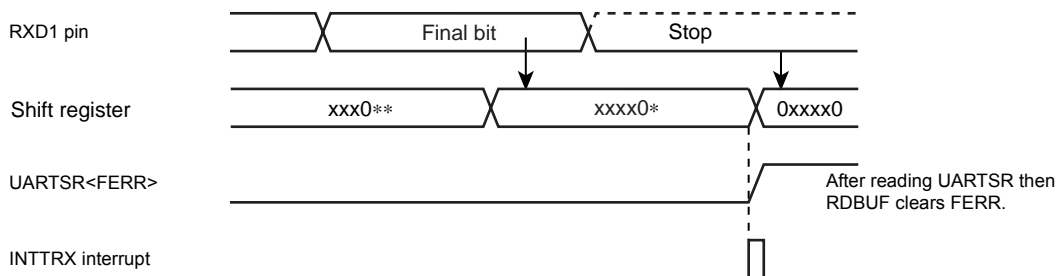 RXD1 pin
Final bit
Stop
Shift register
xxx0**
xxxx0*
0xxxx0
UARTSR<FERR>
After reading UARTSR then
RDBUF clears FERR.
INTTRX interrupt